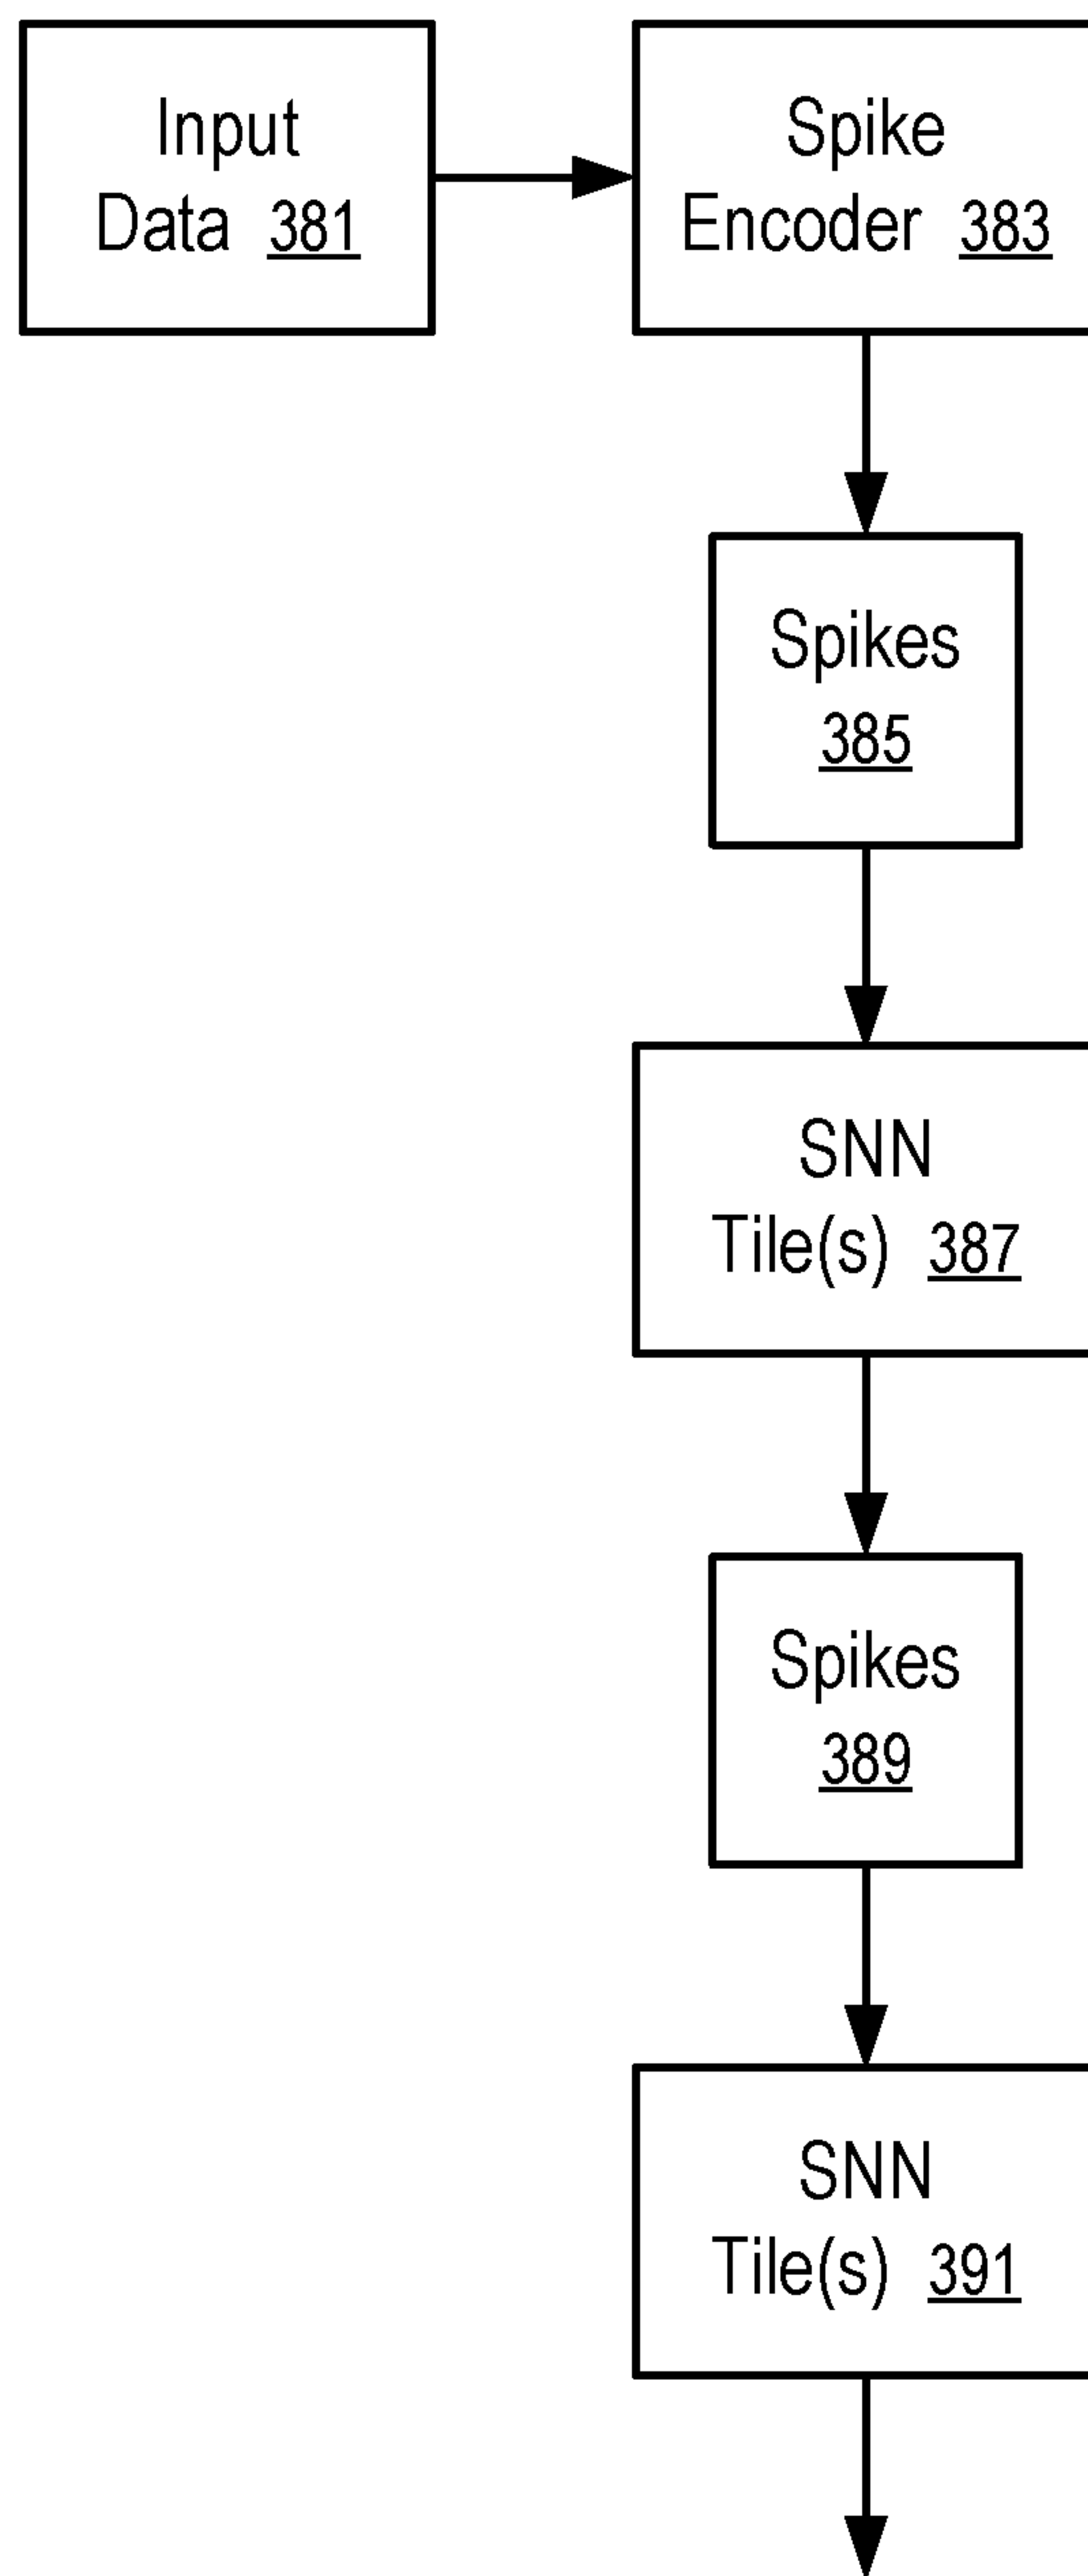 Input
Data 381
Spike
Encoder 383
Spikes
385
SNN
Tile(s) 387
Spikes
389
SNN
Tile(s) 391